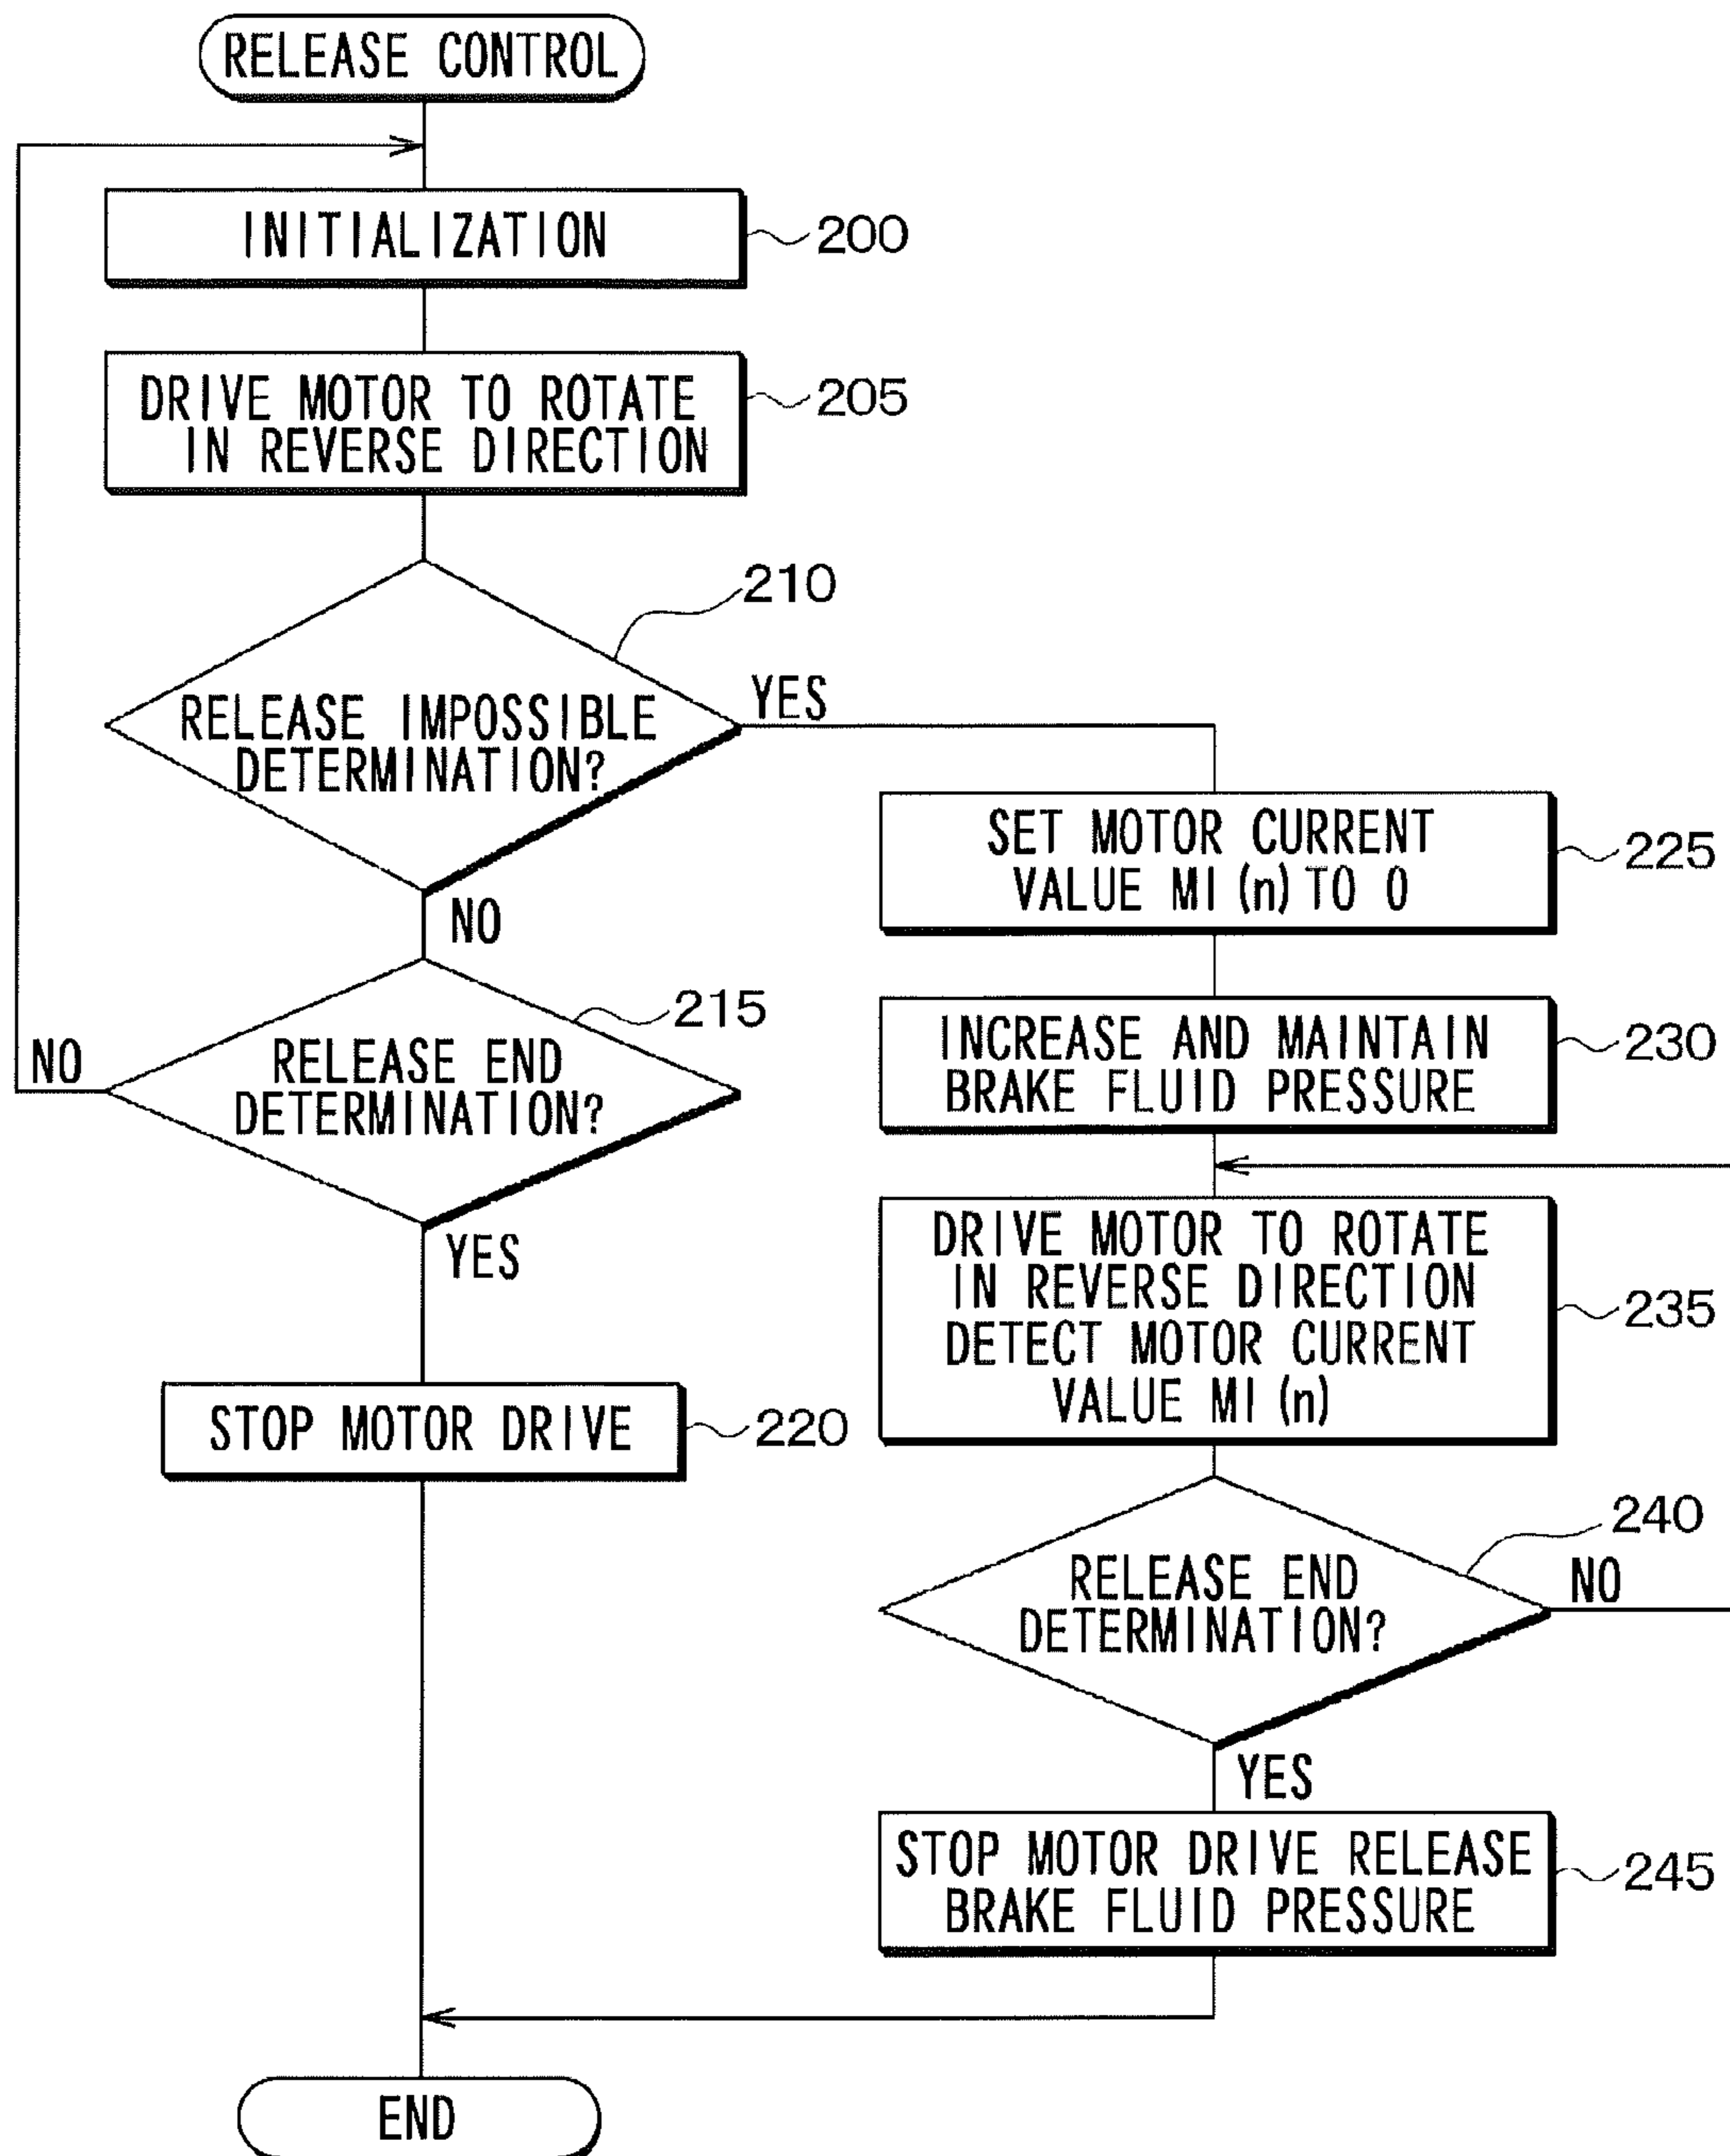 RELEASE CONTROL
INITIALIZATION
200
DRIVE MOTOR TO ROTATE
IN REVERSE DIRECTION
205
210
RELEASE IMPOSSIBLE
DETERMINATION?
YES
NO
215
RELEASE END
DETERMINATION?
NO
YES
STOP MOTOR DRIVE
220
SET MOTOR CURRENT
VALUE MI(n) TO 0
225
INCREASE AND MAINTAIN
BRAKE FLUID PRESSURE
230
DRIVE MOTOR TO ROTATE
IN REVERSE DIRECTION
DETECT MOTOR CURRENT
VALUE MI(n)
235
240
RELEASE END
DETERMINATION?
NO
YES
STOP MOTOR DRIVE RELEASE
BRAKE FLUID PRESSURE
245
END